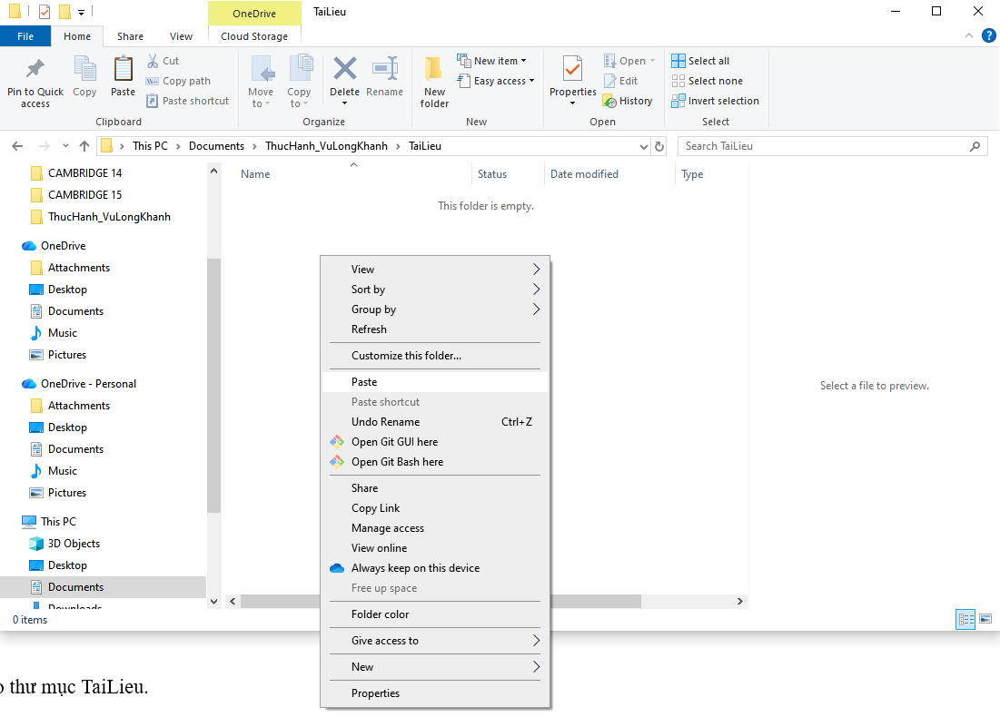 OneDrive TaiLieu
File Home Share View Cloud Storage
Pin to Quick access
Copy
Paste
Cut
Copy path
Paste shortcut
Clipboard
Move to
Copy to
Delete
Rename
Organize
New folder
New item
Easy access
New
Properties
Open
Edit
History
Open
Select all
Select none
Invert selection
Select
This PC > Documents > ThucHanh_VuLongKhanh > TaiLieu
Search TaiLieu
CAMBRIDGE 14
CAMBRIDGE 15
ThucHanh_VuLongKhanh
OneDrive
Attachments
Desktop
Documents
Music
Pictures
OneDrive - Personal
Attachments
Desktop
Documents
Music
Pictures
This PC
3D Objects
Desktop
Documents
Downloads
Name Status Date modified Type
This folder is empty.
View
Sort by
Group by
Refresh
Customize this folder...
Paste
Paste shortcut
Undo Rename Ctrl+Z
Open Git GUI here
Open Git Bash here
Share
Copy Link
Manage access
View online
Always keep on this device
Free up space
Folder color
Give access to
New
Properties
Select a file to preview.
0 items
thư mục TaiLieu.